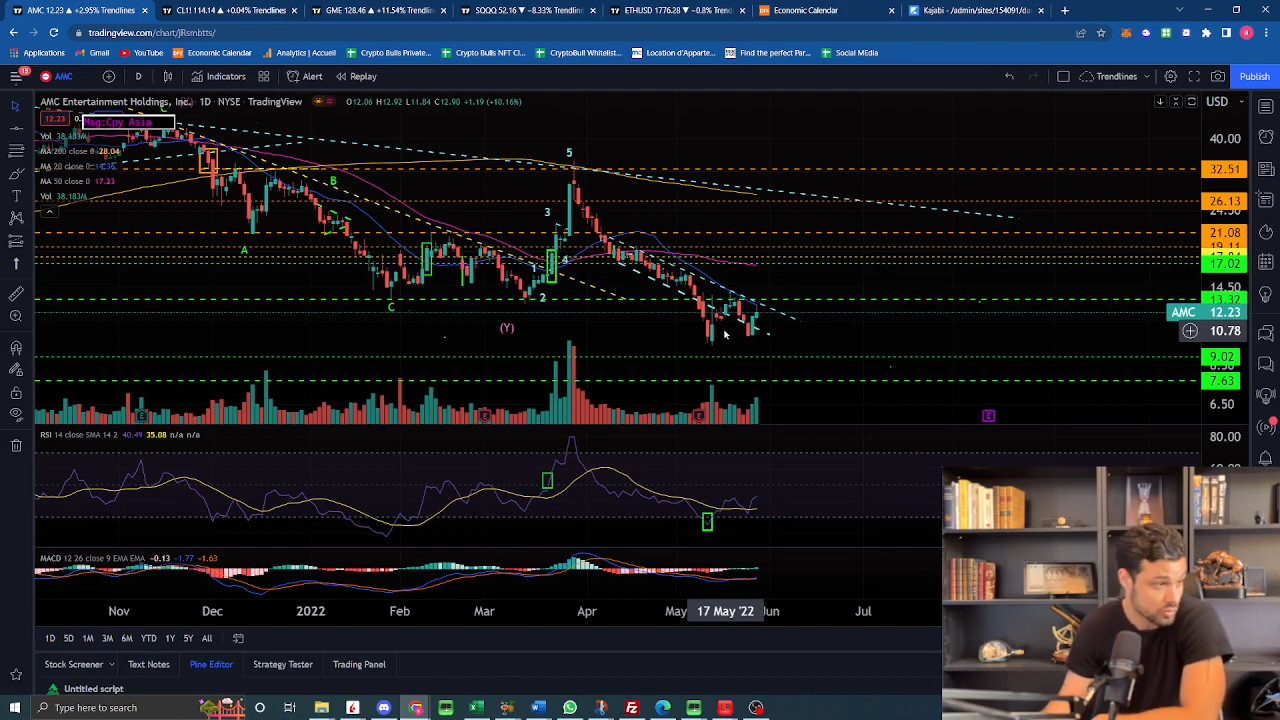 AMC 12.23 ▲ +2.95% Trendlines
CL1! 114.14 ▲ +0.04% Trendlin
GME 128.46 ▲ +11.54% Trendlin
SQQQ 52.16 ▼ −8.33% Trendline
ETHUSD 1776.28 ▼ −0.8% Trendl
Economic Calendar
Kajabi - /admin/sites/154091/d
tradingview.com/chart/jRsmbtts/
Applications
Gmail
YouTube
Economic Calendar
Analytics | Accueil
Crypto Bulls Private...
Crypto Bulls NFT Cl...
CryptoBull Whitelist...
Location d'Apparte...
Find the perfect Par...
Social MEdia
15
AMC
D
Indicators
Alert
Replay
Trendlines
Publish
AMC Entertainment Holdings, Inc. · 1D · NYSE · TradingView
O12.06 H12.92 L11.84 C12.90 +1.19 (+10.16%)
USD
12.23
Msg:Cpy Asia
Vol 38.183M
MA 200 close 0 28.04
MA 20 close 0
MA 50 close 0 17.23
Vol 38.183M
40.00
32.51
26.13
24.50
21.08
19.11
17.02
14.50
13.32
AMC 12.23
10.78
9.02
7.63
6.50
A
B
C
(Y)
1
2
3
4
5
E
E
E
E
RSI 14 close SMA 14 2 40.49 35.08 n/a n/a
80.00
MACD 12 26 close 9 EMA EMA −0.13 −1.77 −1.63
Nov
Dec
2022
Feb
Mar
Apr
May
17 May '22
Jun
Jul
1D 5D 1M 3M 6M YTD 1Y 5Y All
Stock Screener
Text Notes
Pine Editor
Strategy Tester
Trading Panel
Untitled script
Type here to search